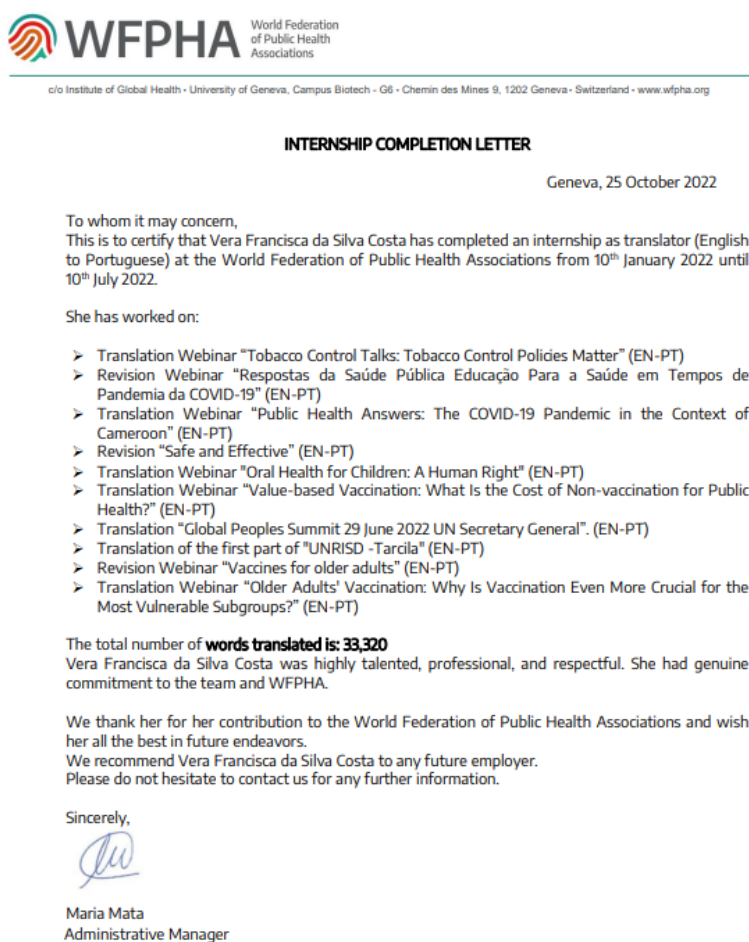 WFPHA
World Federation
of Public Health
Associations
c/o Institute of Global Health • University of Geneva, Campus Biotech - G6 • Chemin des Mines 9, 1202 Geneva • Switzerland • www.wfpha.org
INTERNSHIP COMPLETION LETTER
Geneva, 25 October 2022
To whom it may concern,
This is to certify that Vera Francisca da Silva Costa has completed an internship as translator (English
to Portuguese) at the World Federation of Public Health Associations from 10th January 2022 until
10th July 2022.
She has worked on:
➢ Translation Webinar “Tobacco Control Talks: Tobacco Control Policies Matter” (EN-PT)
➢ Revision Webinar “Respostas da Saúde Pública Educação Para a Saúde em Tempos de
Pandemia da COVID-19” (EN-PT)
➢ Translation Webinar “Public Health Answers: The COVID-19 Pandemic in the Context of
Cameroon” (EN-PT)
➢ Revision “Safe and Effective” (EN-PT)
➢ Translation Webinar "Oral Health for Children: A Human Right" (EN-PT)
➢ Translation Webinar “Value-based Vaccination: What Is the Cost of Non-vaccination for Public
Health?” (EN-PT)
➢ Translation “Global Peoples Summit 29 June 2022 UN Secretary General”. (EN-PT)
➢ Translation of the first part of "UNRISD -Tarcila" (EN-PT)
➢ Revision Webinar “Vaccines for older adults” (EN-PT)
➢ Translation Webinar “Older Adults' Vaccination: Why Is Vaccination Even More Crucial for the
Most Vulnerable Subgroups?” (EN-PT)
The total number of words translated is: 33,320
Vera Francisca da Silva Costa was highly talented, professional, and respectful. She had genuine
commitment to the team and WFPHA.
We thank her for her contribution to the World Federation of Public Health Associations and wish
her all the best in future endeavors.
We recommend Vera Francisca da Silva Costa to any future employer.
Please do not hesitate to contact us for any further information.
Sincerely,
Maria Mata
Administrative Manager